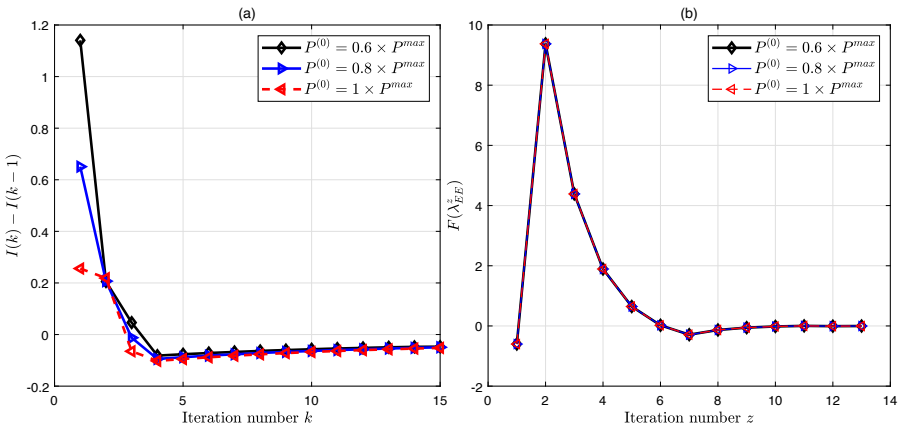 (a)
1.2
1
0.8
0.6
0.4
0.2
0
-0.2
I(k) − I(k − 1)
P^{(0)} = 0.6 × P^{max}
P^{(0)} = 0.8 × P^{max}
P^{(0)} = 1 × P^{max}
0 5 10 15
Iteration number k
(b)
10
8
6
4
2
0
-2
F(λ_{EE}^{z})
P^{(0)} = 0.6 × P^{max}
P^{(0)} = 0.8 × P^{max}
P^{(0)} = 1 × P^{max}
0 2 4 6 8 10 12 14
Iteration number z